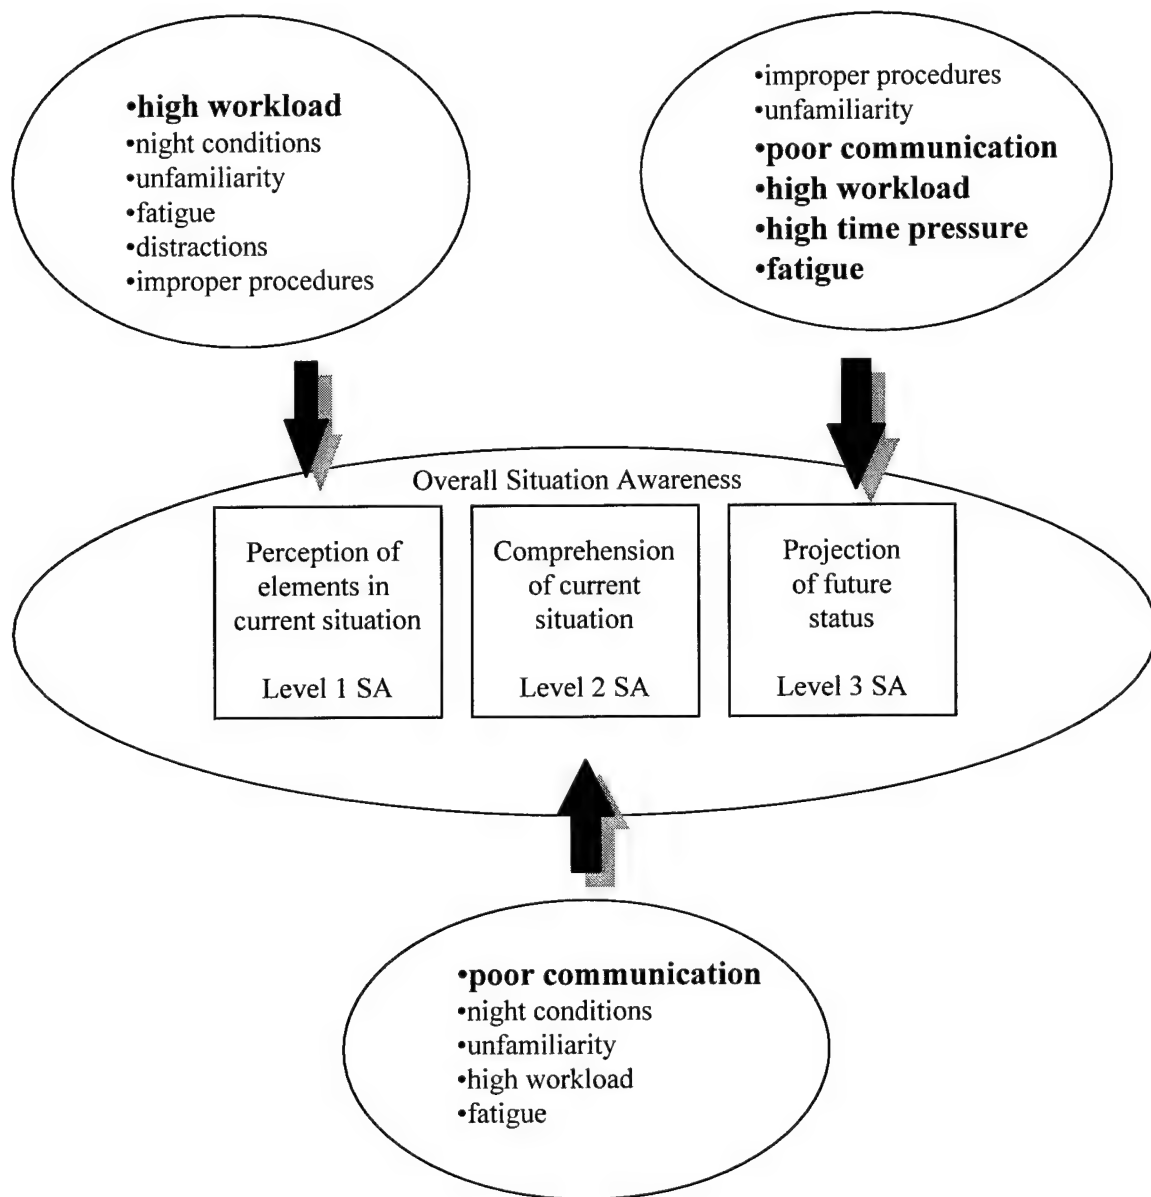 •high workload
•night conditions
•unfamiliarity
•fatigue
•distractions
•improper procedures
•improper procedures
•unfamiliarity
•poor communication
•high workload
•high time pressure
•fatigue
Overall Situation Awareness
Perception of
elements in
current situation
Level 1 SA
Comprehension
of current
situation
Level 2 SA
Projection
of future
status
Level 3 SA
•poor communication
•night conditions
•unfamiliarity
•high workload
•fatigue